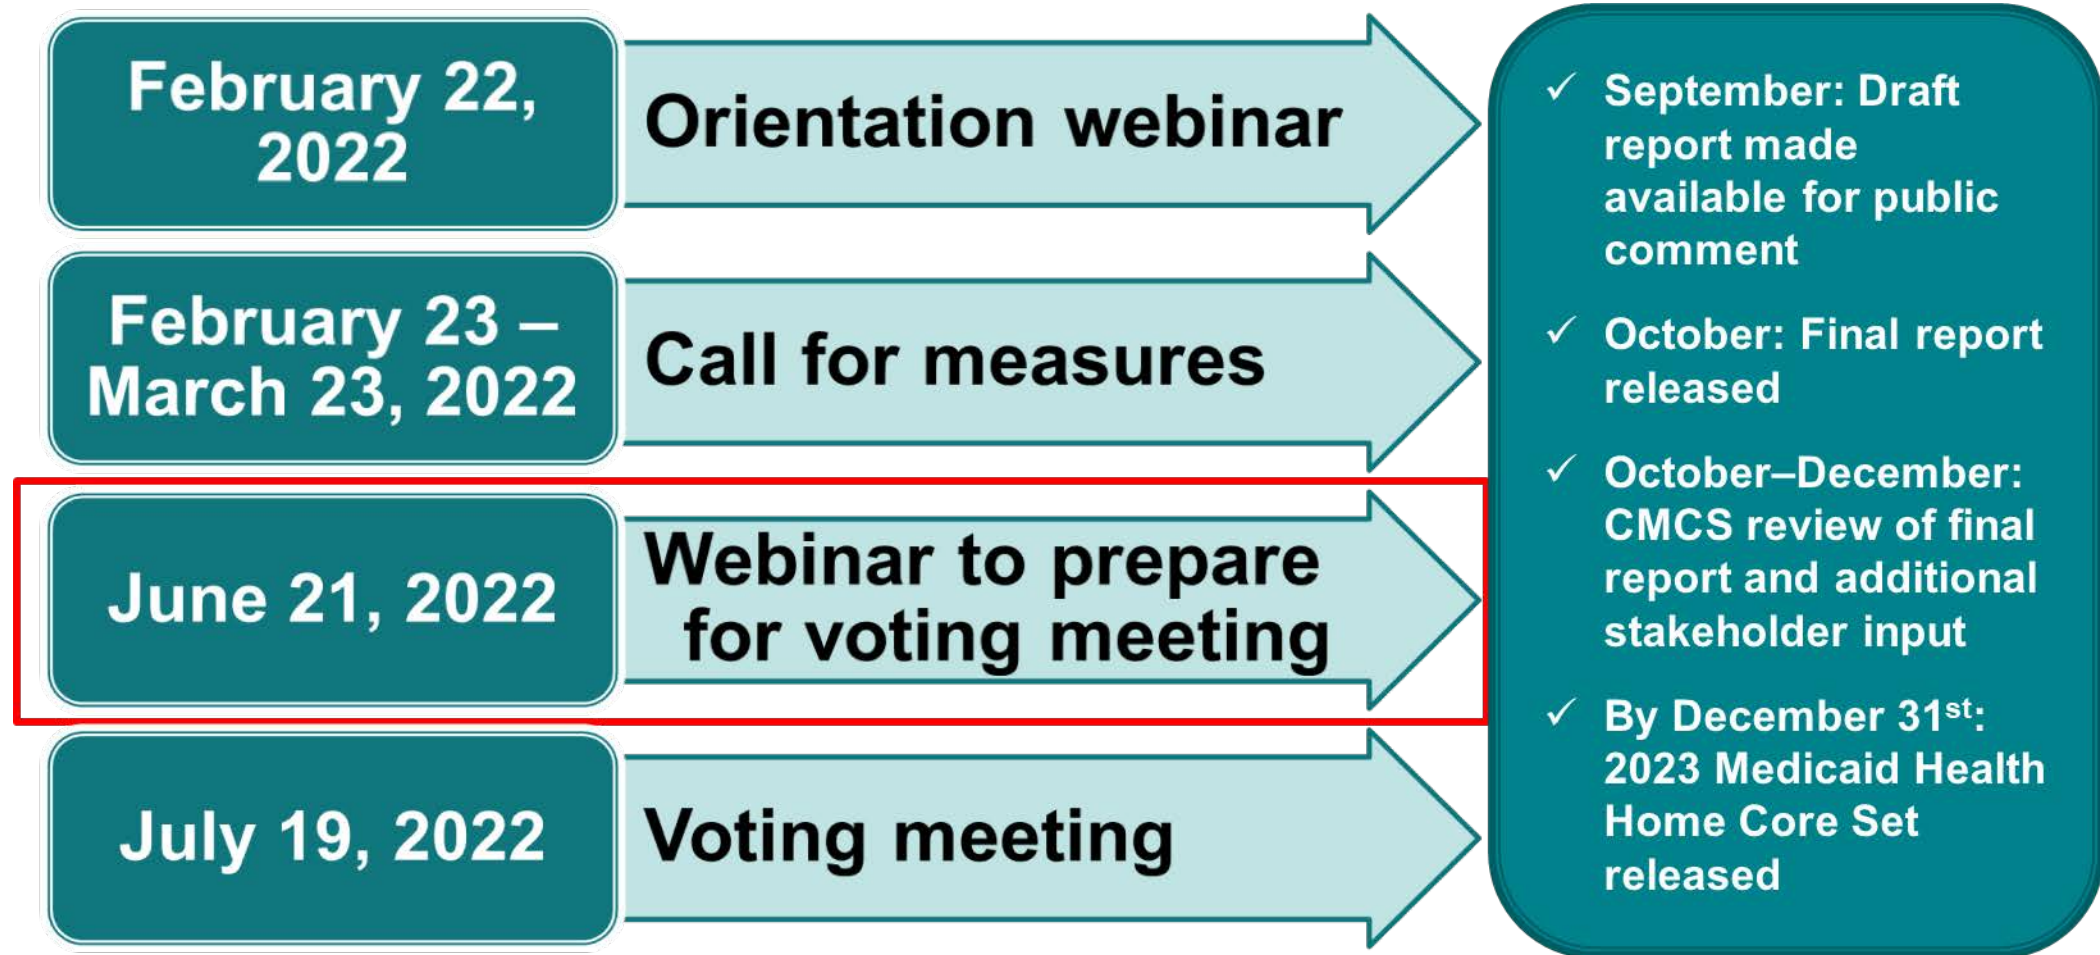 February 22,
2022
Orientation webinar
February 23 –
March 23, 2022
Call for measures
June 21, 2022
Webinar to prepare
for voting meeting
July 19, 2022
Voting meeting
✓ September: Draft
report made
available for public
comment
✓ October: Final report
released
✓ October–December:
CMCS review of final
report and additional
stakeholder input
✓ By December 31st:
2023 Medicaid Health
Home Core Set
released